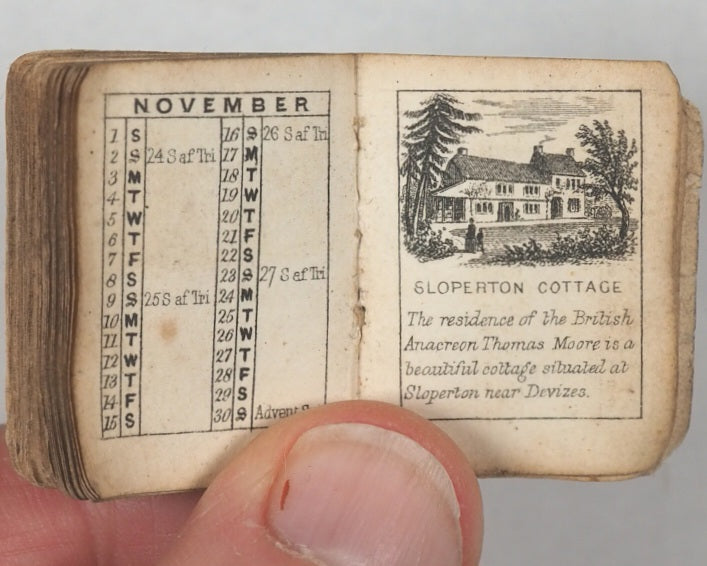 NOVEMBER
1 S
2 S 24 S af Tri
3 M
4 T
5 W
6 T
7 F
8 S
9 S 25 S af Tri
10 M
11 T
12 W
13 T
14 F
15 S
16 S 26 S af Tri
17 M
18 T
19 W
20 T
21 F
22 S
23 S 27 S af Tri
24 M
25 T
26 W
27 T
28 F
29 S
30 S Advent
SLOPERTON COTTAGE
The residence of the British
Anacreon Thomas Moore is a
beautiful cottage situated at
Sloperton near Devizes.